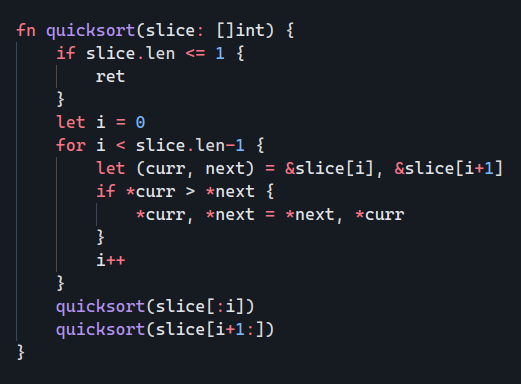 fn quicksort(slice: []int) {
    if slice.len <= 1 {
        ret
    }
    let i = 0
    for i < slice.len-1 {
        let (curr, next) = &slice[i], &slice[i+1]
        if *curr > *next {
            *curr, *next = *next, *curr
        }
        i++
    }
    quicksort(slice[:i])
    quicksort(slice[i+1:])
}